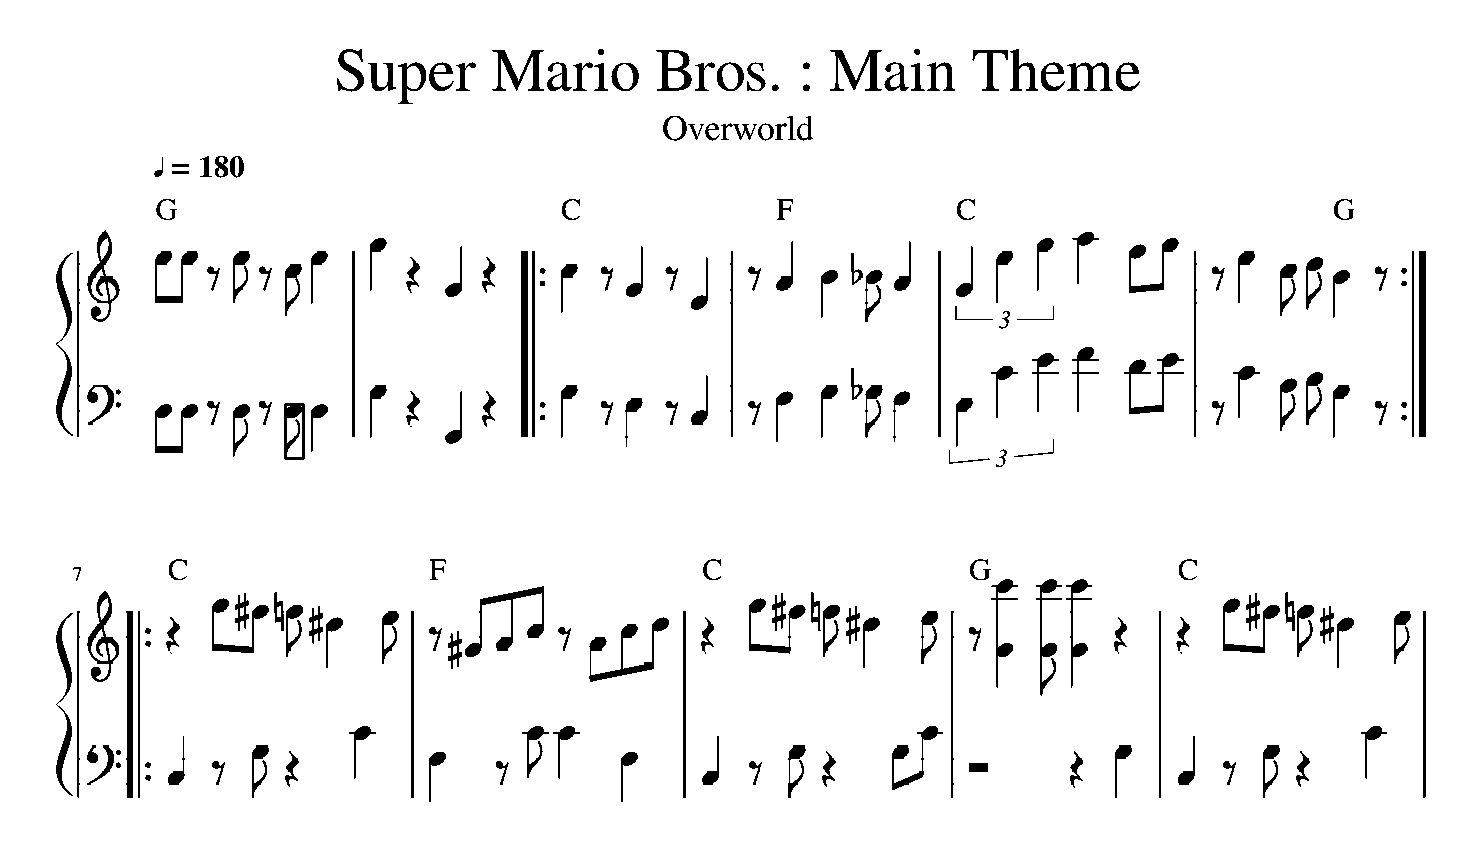 Super Mario Bros. : Main Theme
Overworld
♩ = 180
G C F C G
3
3
7 C F C G C